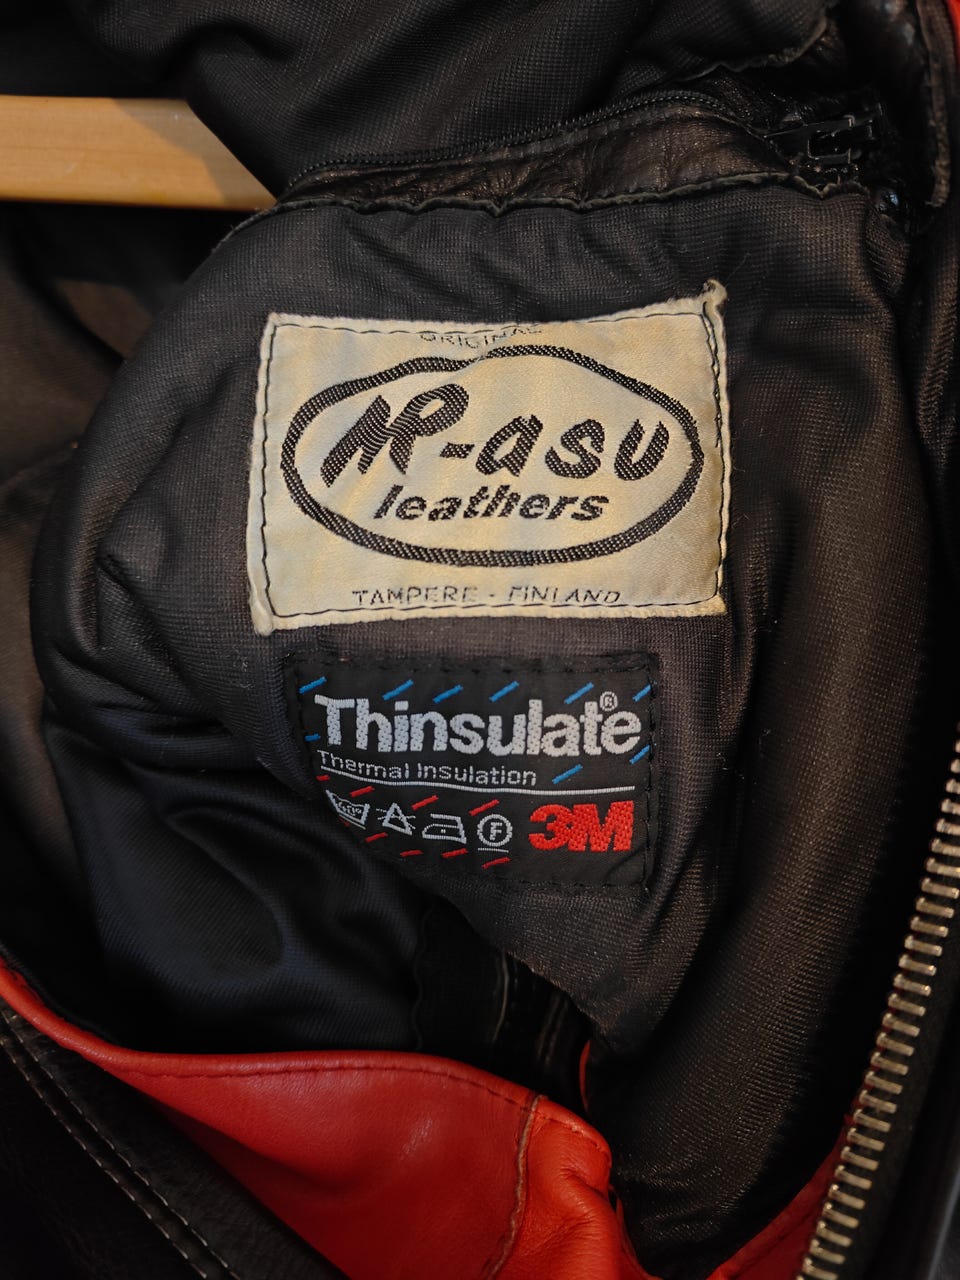 ORIGINAL
R-asu
leathers
TAMPERE - FINLAND
Thinsulate®
Thermal Insulation
F
3M